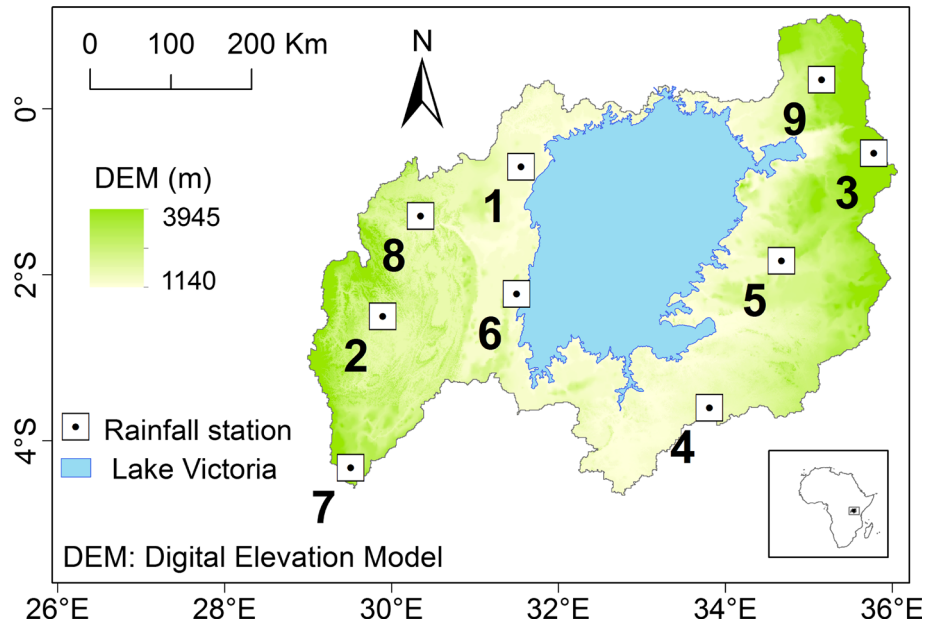 0 100 200 Km
N
0°
9
DEM (m)
3945
1140
1
3
8
2°S
5
6
2
Rainfall station
4°S
4
Lake Victoria
7
DEM: Digital Elevation Model
26°E 28°E 30°E 32°E 34°E 36°E